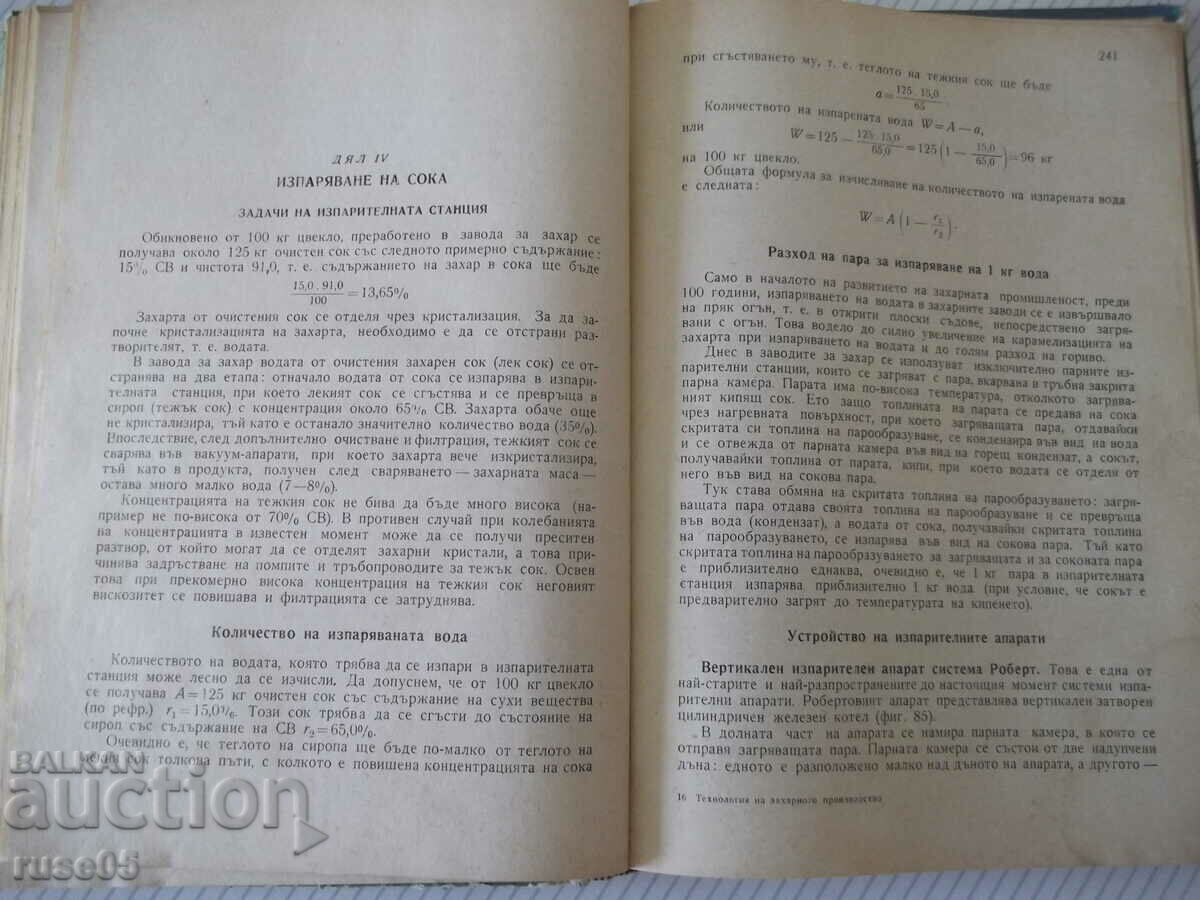 ДЯЛ IV
ИЗПАРЯВАНЕ НА СОКА
ЗАДАЧИ НА ИЗПАРИТЕЛНАТА СТАНЦИЯ
Обикновено от 100 кг цвекло, преработено в завода за захар се
получава около 125 кг очистен сок със следното примерно съдържание:
15% СВ и чистота 91,0, т. е. съдържанието на захар в сока ще бъде
15,0 . 91,0 / 100 = 13,65%
Захарта от очистения сок се отделя чрез кристализация. За да за-
почне кристализацията на захарта, необходимо е да се отстрани раз-
творителят, т. е. водата.
В завода за захар водата от очистения захарен сок (лек сок) се от-
странява на два етапа: отначало водата от сока се изпарява в изпари-
телната станция, при което лекият сок се сгъстява и се превръща в
сироп (тежък сок) с концентрация около 65% СВ. Захарта обаче още
не кристализира, тъй като е останало значително количество вода (35%).
Впоследствие, след допълнително очистване и филтрация, тежкият сок се
сварява във вакуум-апарати, при което захарта вече изкристализира,
тъй като в продукта, получен след сваряването — захарната маса —
остава много малко вода (7—8%).
Концентрацията на тежкия сок не бива да бъде много висока (на-
пример не по-висока от 70% СВ). В противен случай при колебанията
на концентрацията в известен момент може да се получи преситен
разтвор, от който могат да се отделят захарни кристали, а това при-
чинява задръстване на помпите и тръбопроводите за тежък сок. Освен
това при прекомерно висока концентрация на тежкия сок неговият
вискозитет се повишава и филтрацията се затруднява.
Количество на изпаряваната вода
Количеството на водата, която трябва да се изпари в изпарителната
станция може лесно да се изчисли. Да допуснем, че от 100 кг цвекло
се получава A=125 кг очистен сок със съдържание на сухи вещества
(по рефр.) r₁=15,0%. Този сок трябва да се сгъсти до състояние на
сироп със съдържание на СВ r₂=65,0%.
Очевидно е, че теглото на сиропа ще бъде по-малко от теглото на
лекия сок толкова пъти, с колкото е повишена концентрацията на сока
241
при сгъстяването му, т. е. теглото на тежкия сок ще бъде
a = 125 . 15,0 / 65.
Количеството на изпарената вода W=A—a,
или
W=125 — 125 . 15,0 / 65,0 = 125 (1 — 15,0 / 65,0) = 96 кг
на 100 кг цвекло.
Общата формула за изчисляване на количеството на изпарената вода
е следната:
W=A (1 — r₁ / r₂).
Разход на пара за изпаряване на 1 кг вода
Само в началото на развитието на захарната промишленост, преди
100 години, изпаряването на водата в захарните заводи се е извършвало
на пряк огън, т. е. в открити плоски съдове, непосредствено загря-
вани с огън. Това водело до силно увеличение на карамелизацията на
захарта при изпаряването на водата и до голям разход на гориво.
Днес в заводите за захар се използуват изключително парните из-
парителни станции, които се загряват с пара, вкарвана в тръбна закрита
парна камера. Парата има по-висока температура, отколкото загрява-
ният кипящ сок. Ето защо топлината на парата се предава на сока
чрез нагревната повърхност, при което загряващата пара, отдавайки
скритата си топлина на парообразуване, се кондензира във вид на вода
и се отвежда от парната камера във вид на горещ кондензат, а сокът,
получавайки топлина от парата, кипи, при което водата се отделя от
него във вид на сокова пара.
Тук става обмяна на скритата топлина на парообразуването: загря-
ващата пара отдава своята топлина на парообразуване и се превръща
във вода (кондензат), а водата от сока, получавайки скритата топлина
на парообразуването, се изпарява във вид на сокова пара. Тъй като
скритата топлина на парообразуването за загряващата и за соковата пара
е приблизително еднаква, очевидно е, че 1 кг пара в изпарителната
станция изпарява приблизително 1 кг вода (при условие, че сокът е
предварително загрят до температурата на кипенето).
Устройство на изпарителните апарати
Вертикален изпарителен апарат система Роберт. Това е една от
най-старите и най-разпространените до настоящия момент системи изпа-
рителни апарати. Робертовият апарат представлява вертикален затворен
цилиндричен железен котел (фиг. 85).
В долната част на апарата се намира парната камера, в която се
отправя загряващата пара. Парната камера се състои от две надупчени
дъна: едното е разположено малко над дъното на апарата, а другото —
16 Технология на захарното производство
BALKAN
auction
ruse05